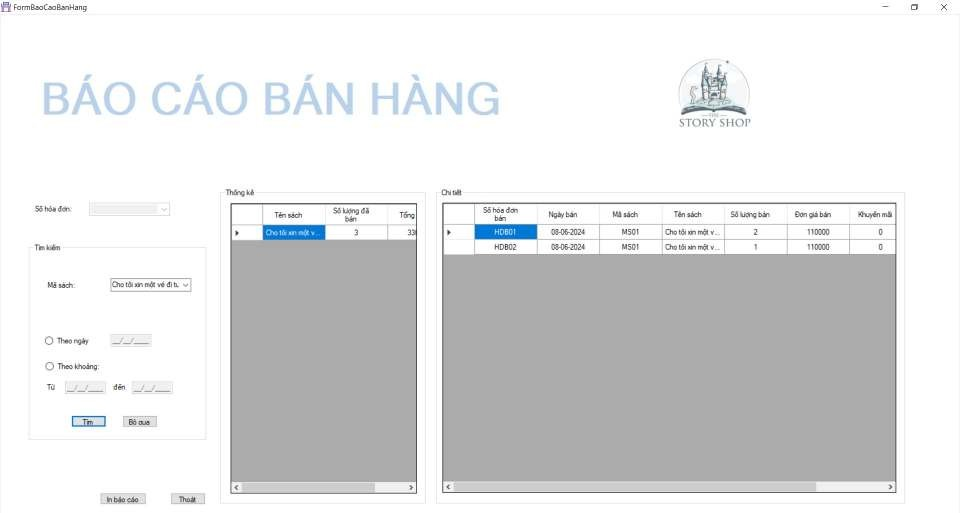 FormBaoCaoBanHang
BÁO CÁO BÁN HÀNG
THE
STORY SHOP
Số hóa đơn:
Tìm kiếm
Mã sách:
Cho tôi xin một vé đi tu
Theo ngày
__/__/____
Theo khoảng:
Từ __/__/____ đến __/__/____
Tìm Bỏ qua
In báo cáo Thoát
Thống kê
Tên sách Số lượng đã bán Tổng
Cho tôi xin một v... 3 330
Chi tiết
Số hóa đơn bán Ngày bán Mã sách Tên sách Số lượng bán Đơn giá bán Khuyến mãi
HDB01 08-06-2024 MS01 Cho tôi xin một v... 2 110000 0
HDB02 08-06-2024 MS01 Cho tôi xin một v... 1 110000 0